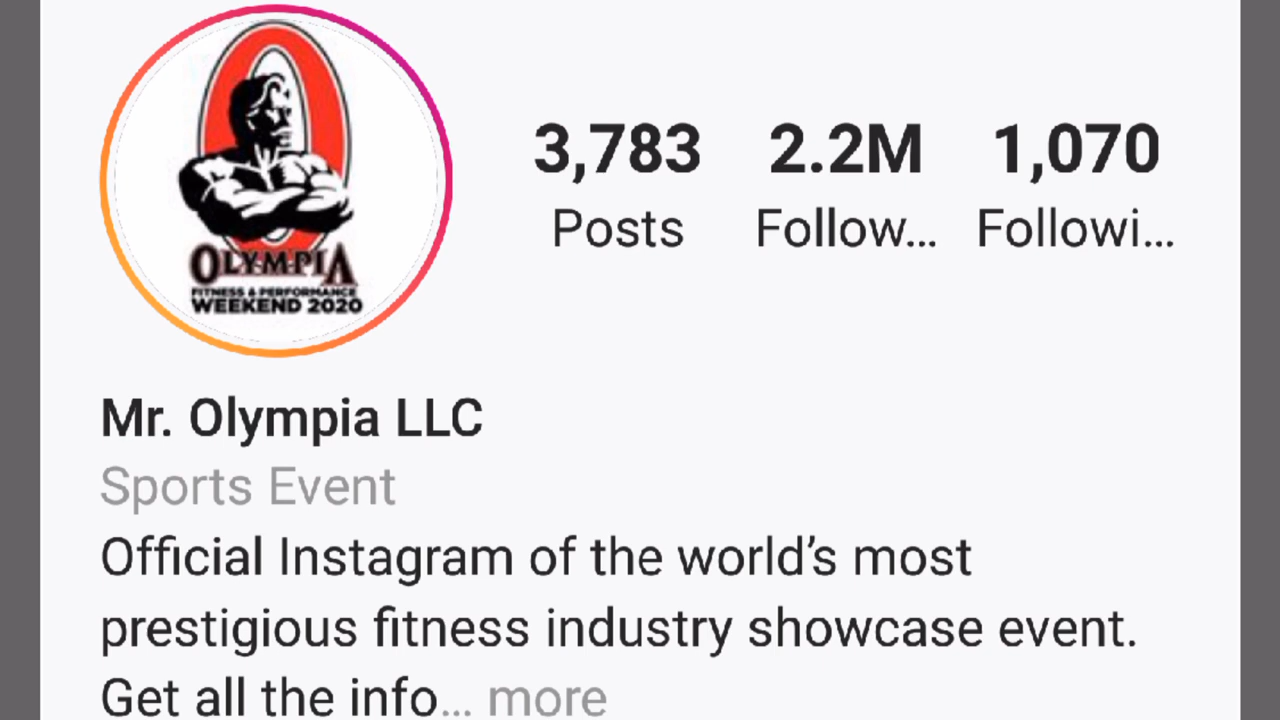 OLYMPIA
FITNESS & PERFORMANCE
WEEKEND 2020
3,783 2.2M 1,070
Posts Follow... Followi...
Mr. Olympia LLC
Sports Event
Official Instagram of the world’s most
prestigious fitness industry showcase event.
Get all the info... more